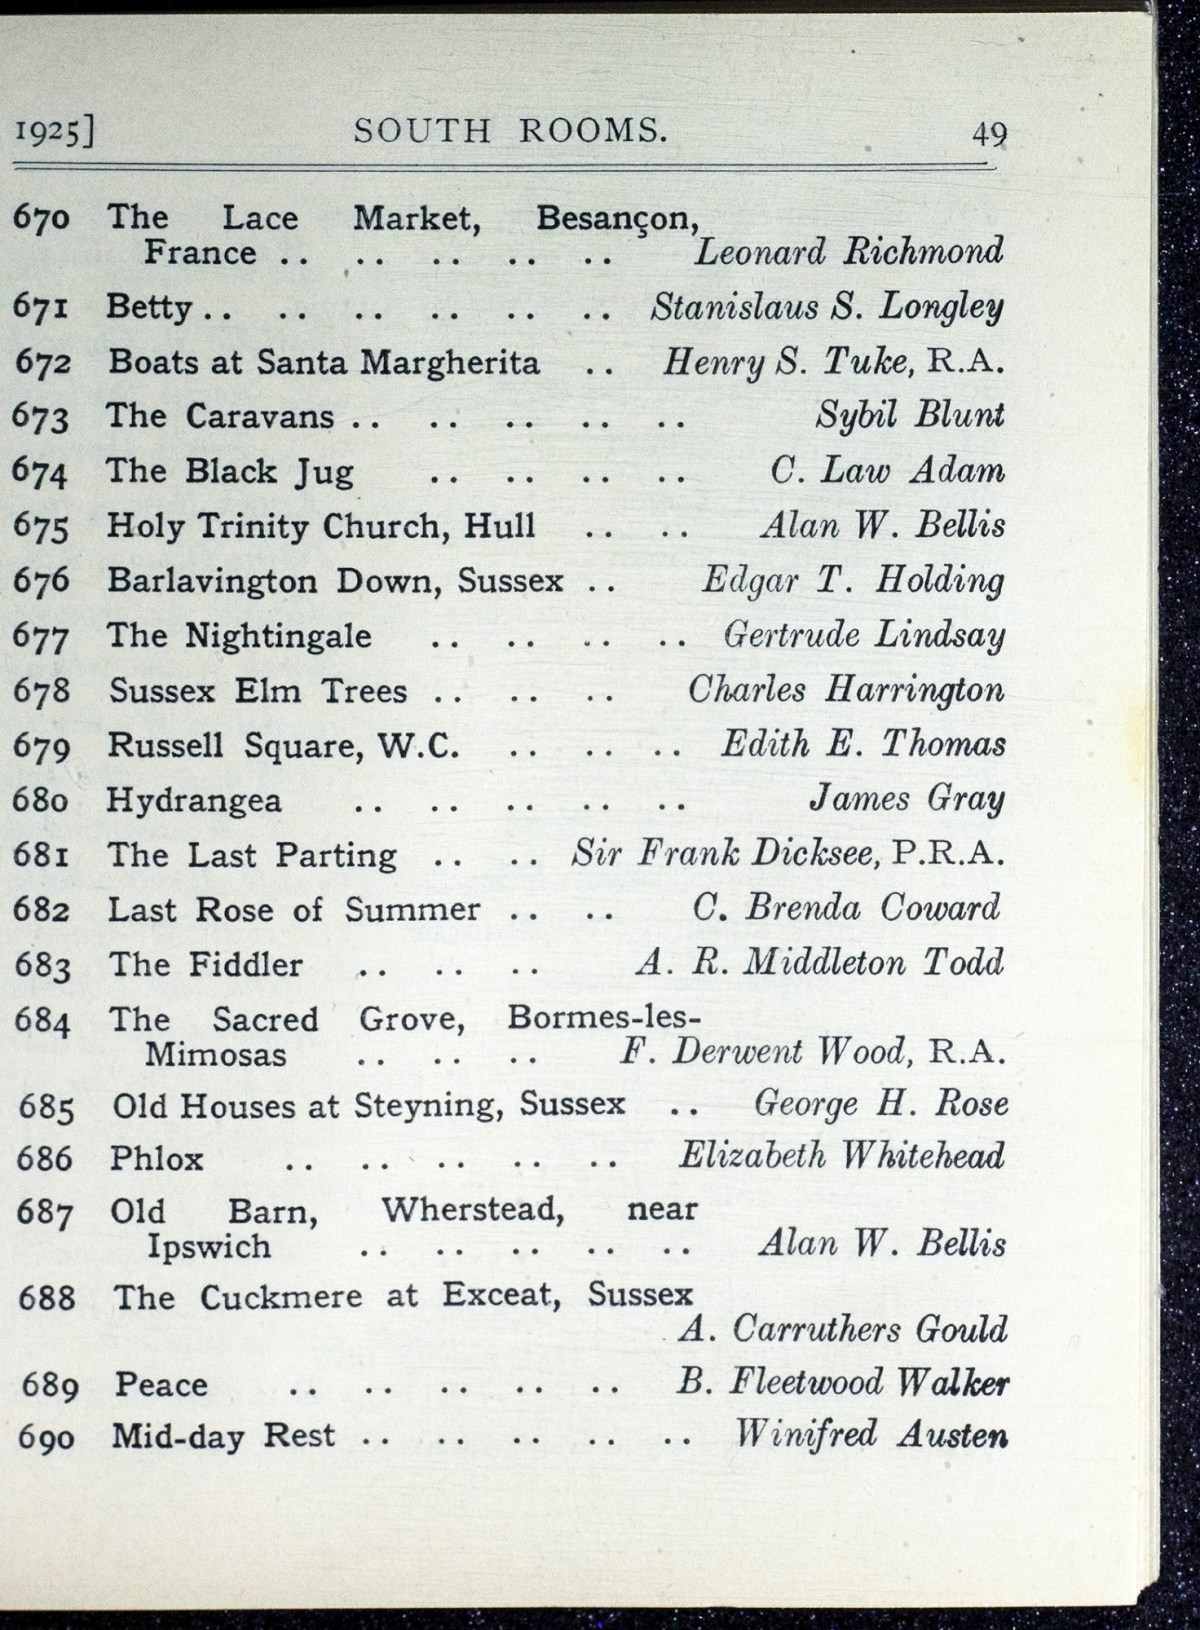 1925] SOUTH ROOMS. 49
670 The Lace Market, Besançon,
France .. .. .. .. .. Leonard Richmond
671 Betty .. .. .. .. .. .. Stanislaus S. Longley
672 Boats at Santa Margherita .. Henry S. Tuke, R.A.
673 The Caravans .. .. .. .. .. Sybil Blunt
674 The Black Jug .. .. .. .. C. Law Adam
675 Holy Trinity Church, Hull .. .. Alan W. Bellis
676 Barlavington Down, Sussex .. Edgar T. Holding
677 The Nightingale .. .. .. .. Gertrude Lindsay
678 Sussex Elm Trees .. .. .. Charles Harrington
679 Russell Square, W.C. .. .. .. Edith E. Thomas
680 Hydrangea .. .. .. .. .. James Gray
681 The Last Parting .. .. Sir Frank Dicksee, P.R.A.
682 Last Rose of Summer .. .. C. Brenda Coward
683 The Fiddler .. .. .. A. R. Middleton Todd
684 The Sacred Grove, Bormes-les-
Mimosas .. .. .. F. Derwent Wood, R.A.
685 Old Houses at Steyning, Sussex .. George H. Rose
686 Phlox .. .. .. .. .. Elizabeth Whitehead
687 Old Barn, Wherstead, near
Ipswich .. .. .. .. .. Alan W. Bellis
688 The Cuckmere at Exceat, Sussex
A. Carruthers Gould
689 Peace .. .. .. .. .. B. Fleetwood Walker
690 Mid-day Rest .. .. .. .. .. Winifred Austen